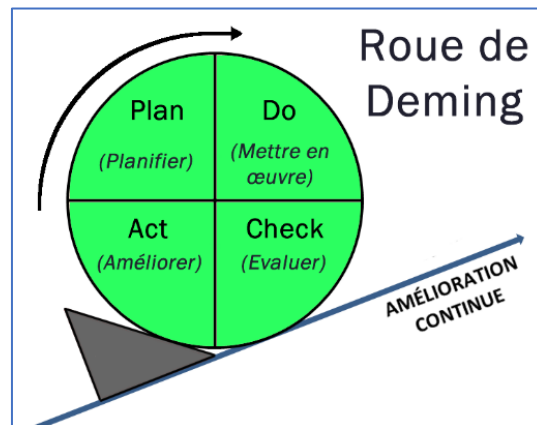 Roue de
Deming
Plan
(Planifier)
Do
(Mettre en
œuvre)
Act
(Améliorer)
Check
(Evaluer)
AMÉLIORATION
CONTINUE